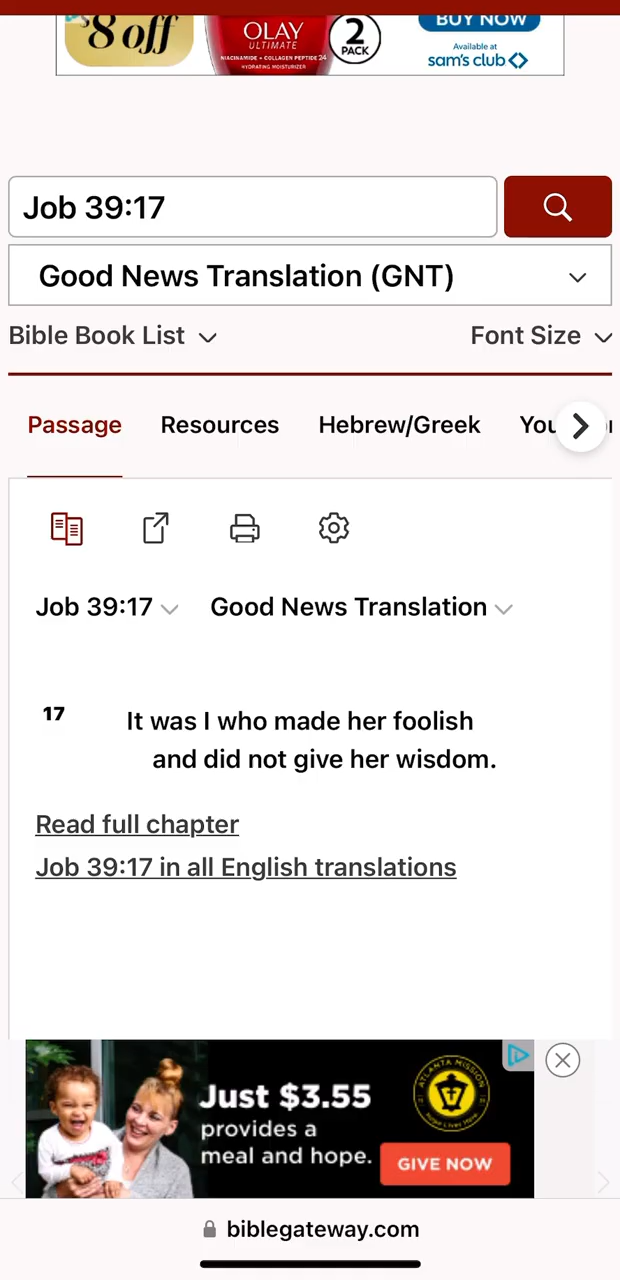 $8 off
OLAY
ULTIMATE
NIACINAMIDE + COLLAGEN PEPTIDE 24
HYDRATING MOISTURIZER
2
PACK
BUY NOW
Available at
sam's club
Job 39:17
Good News Translation (GNT)
Bible Book List
Font Size
Passage
Resources
Hebrew/Greek
You
Job 39:17
Good News Translation
17 It was I who made her foolish
and did not give her wisdom.
Read full chapter
Job 39:17 in all English translations
Just $3.55
provides a
meal and hope.
ATLANTA MISSION
GIVE NOW
biblegateway.com